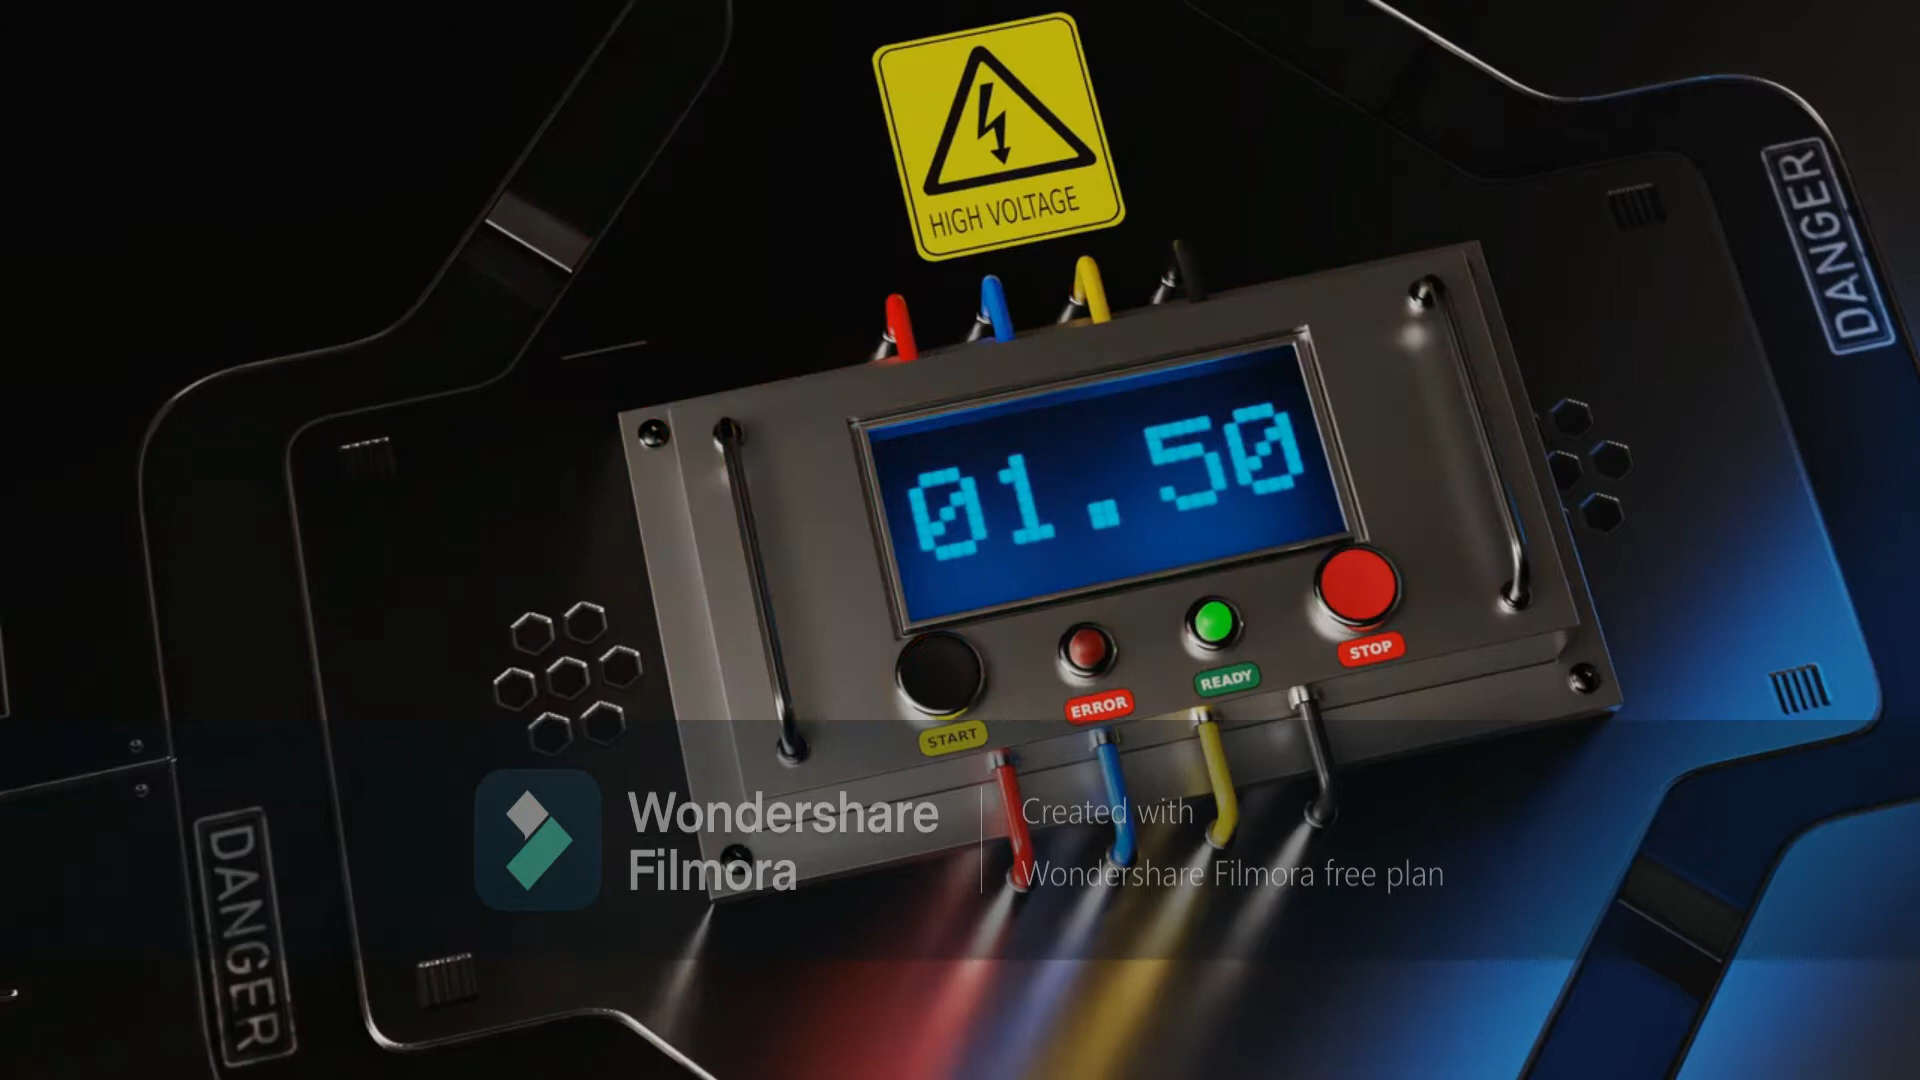 HIGH VOLTAGE
DANGER
01.50
START
ERROR
READY
STOP
Wondershare
Filmora
Created with
Wondershare Filmora free plan
DANGER